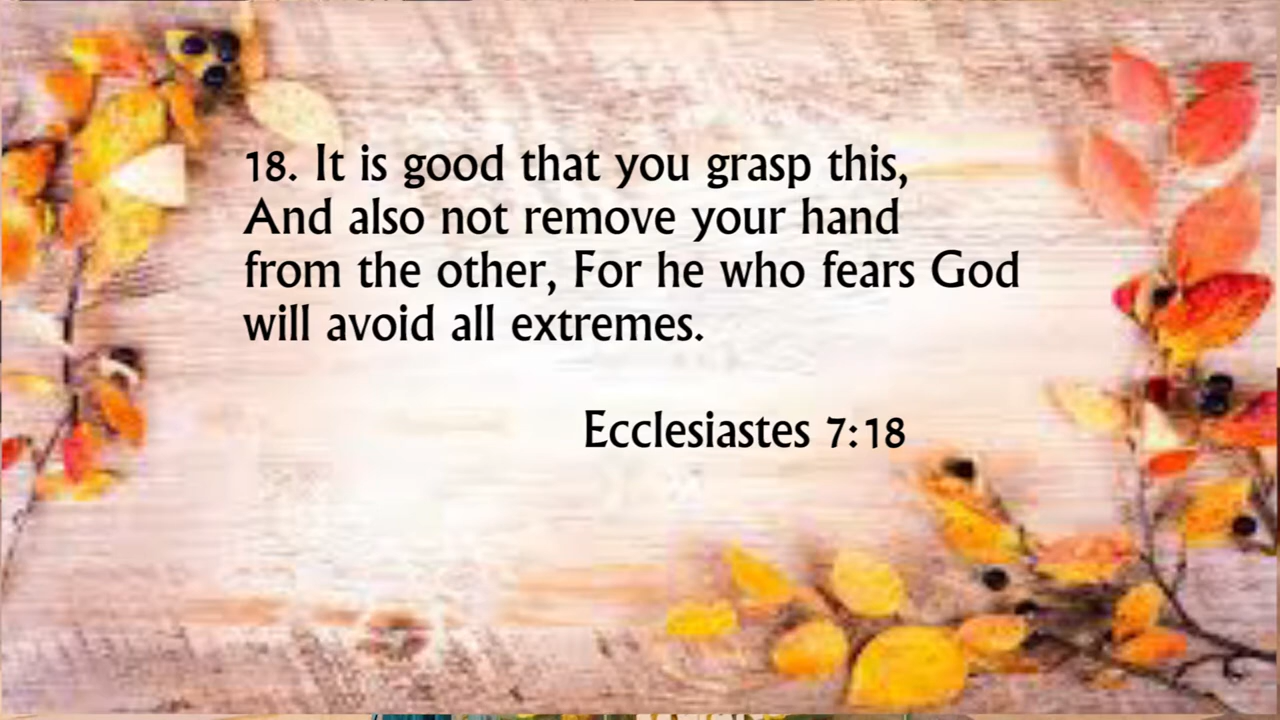 18. It is good that you grasp this,
And also not remove your hand
from the other, For he who fears God
will avoid all extremes.
Ecclesiastes 7:18